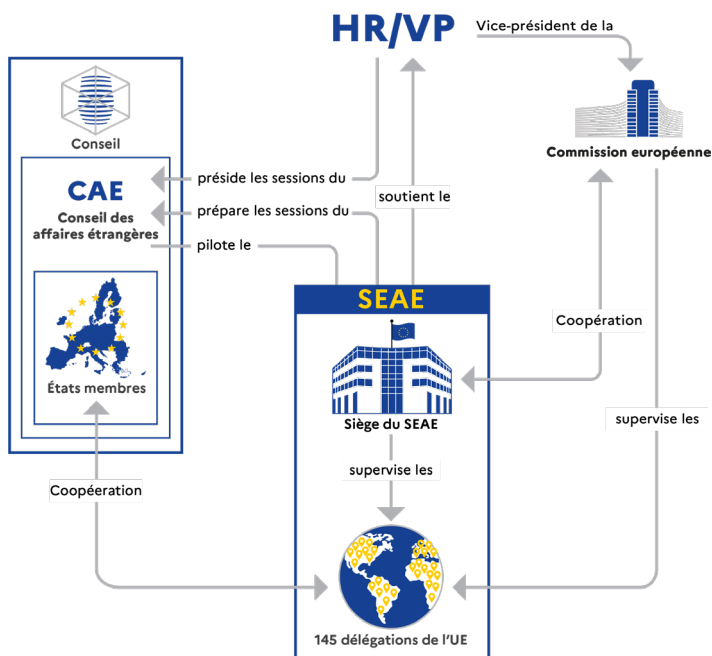 HR/VP
Vice-président de la
Commission européenne
Conseil
CAE
Conseil des
affaires étrangères
États membres
préside les sessions du
prépare les sessions du
pilote le
soutient le
SEAE
Siège du SEAE
supervise les
145 délégations de l'UE
Coopération
supervise les
Coopéeration